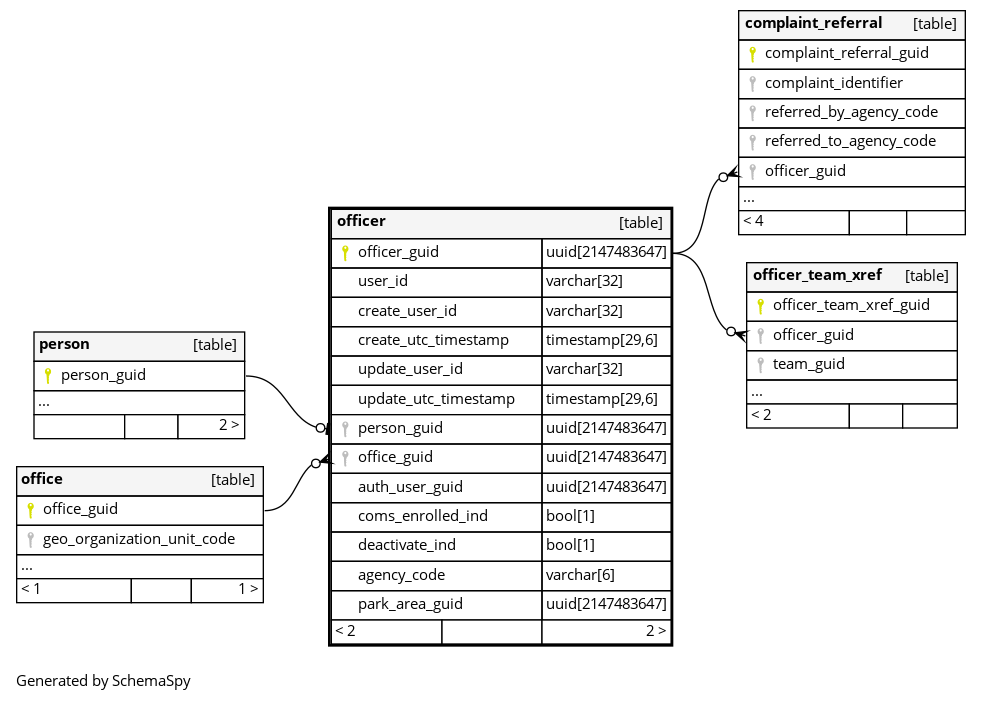 complaint_referral [table]
complaint_referral_guid
complaint_identifier
referred_by_agency_code
referred_to_agency_code
officer_guid
...
< 4
officer [table]
officer_guid uuid[2147483647]
user_id varchar[32]
create_user_id varchar[32]
create_utc_timestamp timestamp[29,6]
update_user_id varchar[32]
update_utc_timestamp timestamp[29,6]
person_guid uuid[2147483647]
office_guid uuid[2147483647]
auth_user_guid uuid[2147483647]
coms_enrolled_ind bool[1]
deactivate_ind bool[1]
agency_code varchar[6]
park_area_guid uuid[2147483647]
< 2 2 >
officer_team_xref [table]
officer_team_xref_guid
officer_guid
team_guid
...
< 2
person [table]
person_guid
...
2 >
office [table]
office_guid
geo_organization_unit_code
...
< 1 1 >
Generated by SchemaSpy